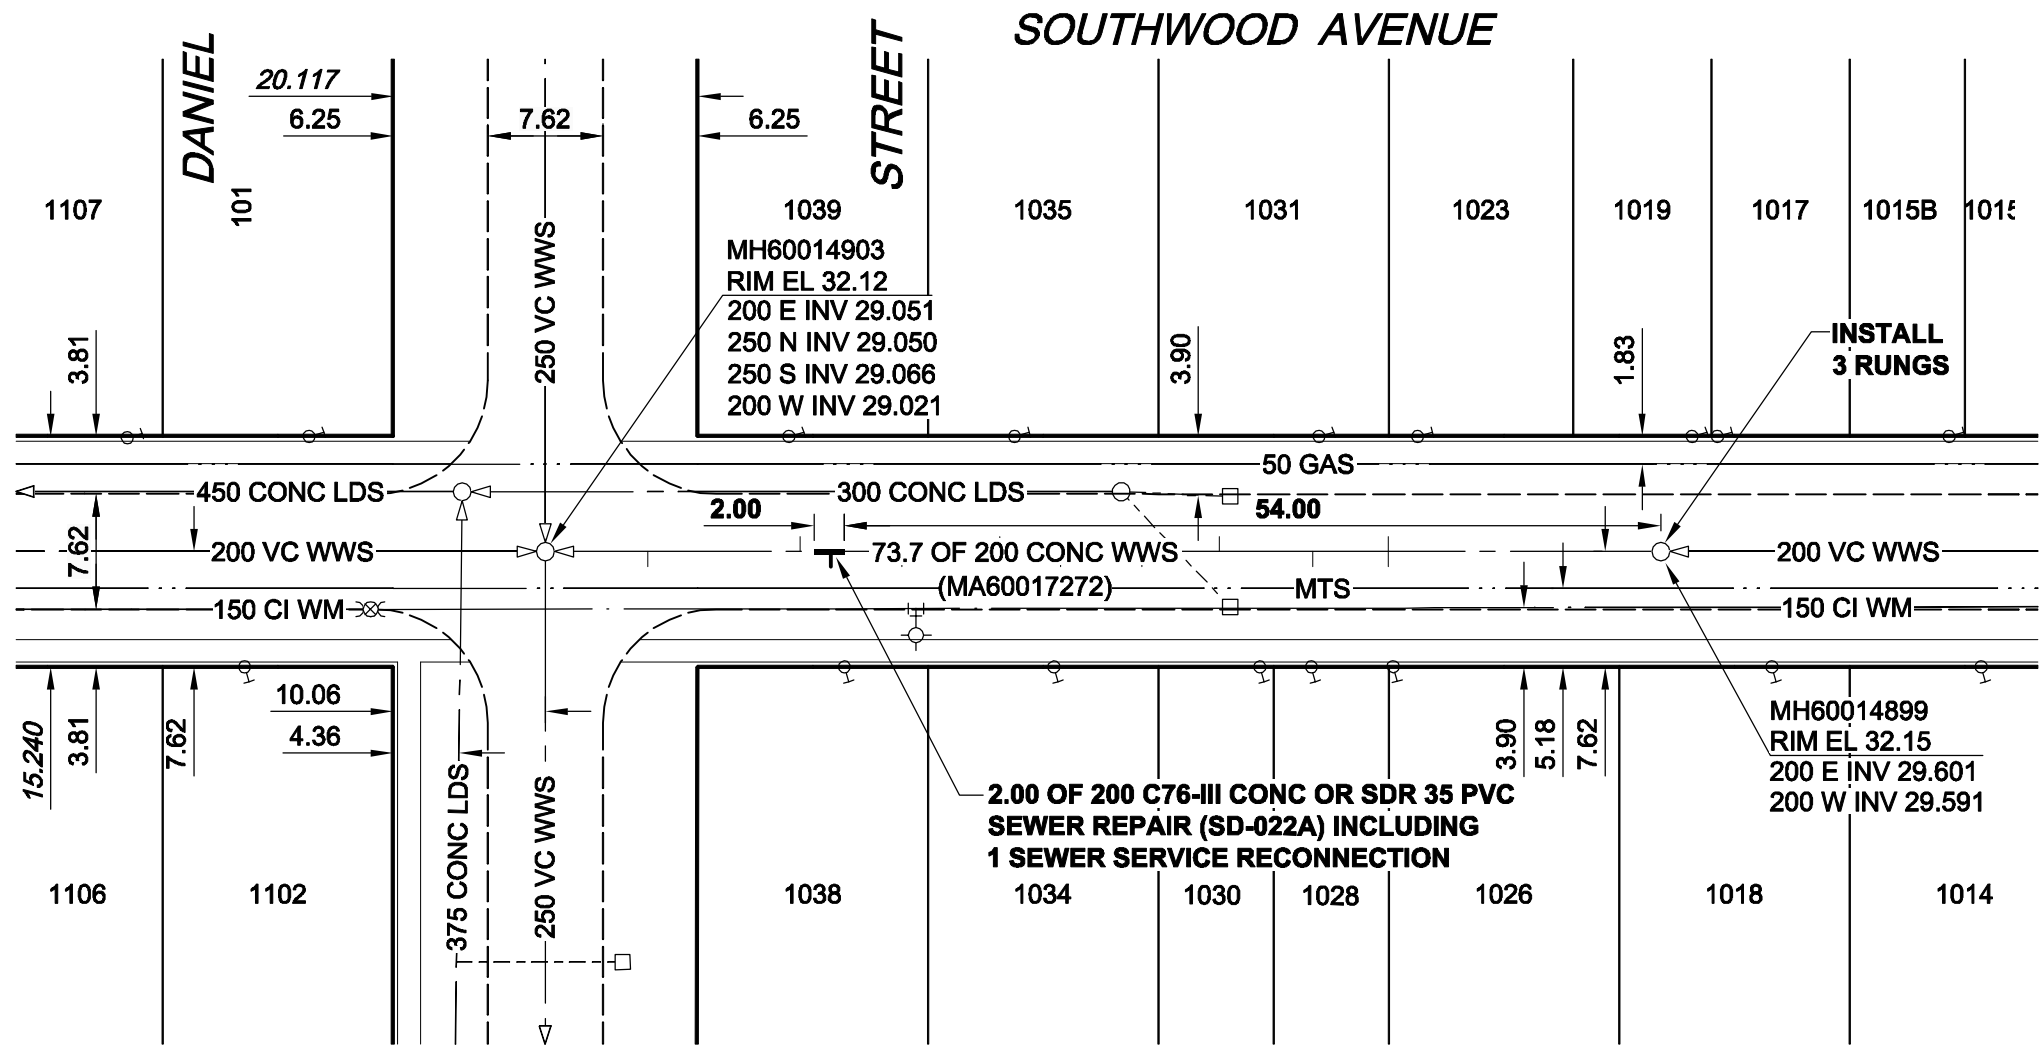 SOUTHWOOD AVENUE
DANIEL
STREET
20.117
6.25
7.62
6.25
1107
101
1039
1035
1031
1023
1019
1017
1015B
250 VC WWS
MH60014903
RIM EL 32.12
200 E INV 29.051
250 N INV 29.050
250 S INV 29.066
200 W INV 29.021
3.81
3.90
1.83
INSTALL
3 RUNGS
50 GAS
450 CONC LDS
300 CONC LDS
2.00
54.00
7.62
200 VC WWS
73.7 OF 200 CONC WWS
(MA60017272)
200 VC WWS
MTS
150 CI WM
150 CI WM
15.240
3.81
7.62
10.06
4.36
375 CONC LDS
250 VC WWS
3.90
5.18
7.62
MH60014899
RIM EL 32.15
200 E INV 29.601
200 W INV 29.591
2.00 OF 200 C76-III CONC OR SDR 35 PVC
SEWER REPAIR (SD-022A) INCLUDING
1 SEWER SERVICE RECONNECTION
1106
1102
1038
1034
1030
1028
1026
1018
1014